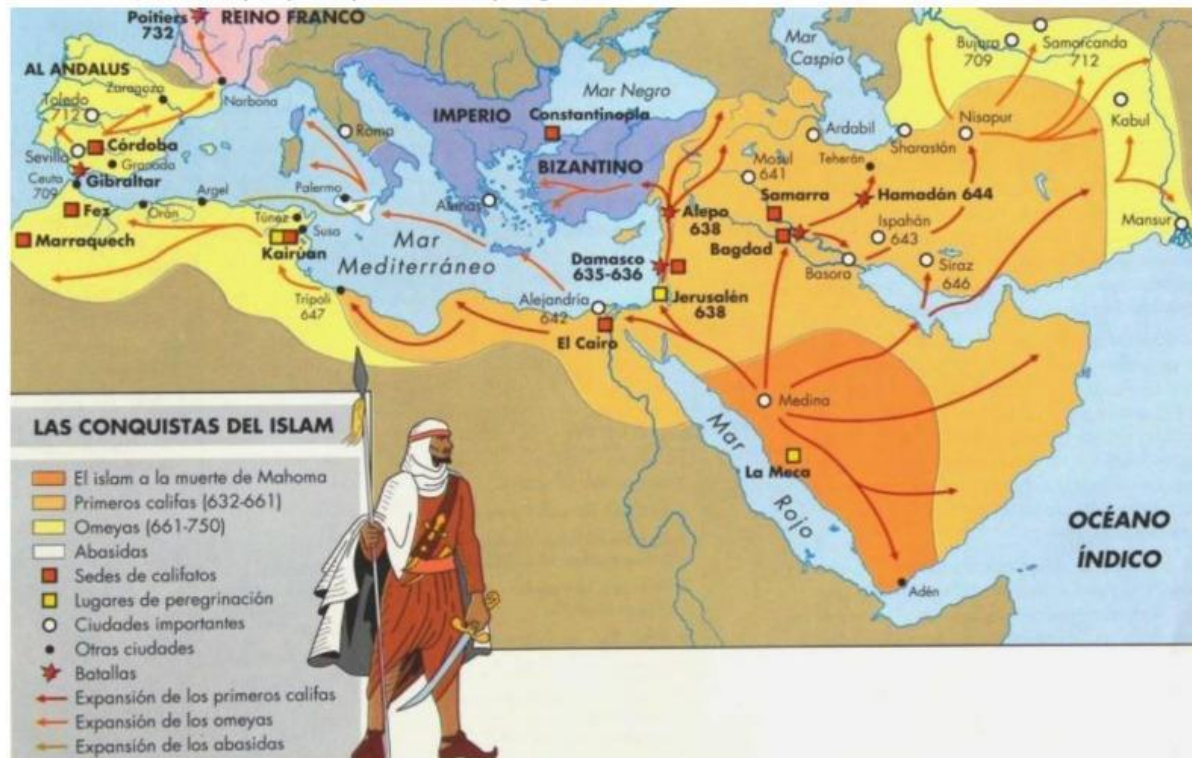 Poitiers
732
REINO FRANCO
AL ANDALUS
Zaragoza
Toledo
712
Narbona
Córdoba
Sevilla
Granada
Ceuta
709
Gibraltar
Fez
Orán
Argel
Marraquech
Túnez
Susa
Kairuán
Trípoli
647
Palermo
Roma
Atenas
Mar
Mediterráneo
IMPERIO
BIZANTINO
Constantinopla
Mar Negro
Mar
Caspio
Bujara
709
Samarcanda
712
Kabul
Mansur
Nisapur
Sharastán
Ardabil
Teherán
Mosul
641
Samarra
Hamadán 644
Alepo
638
Bagdad
Ispahán
643
Basora
Siraz
646
Damasco
635-636
Jerusalén
638
Alejandría
642
El Cairo
Medina
La Meca
Mar
Rojo
Adén
OCÉANO
ÍNDICO
LAS CONQUISTAS DEL ISLAM
El islam a la muerte de Mahoma
Primeros califas (632-661)
Omeyas (661-750)
Abasidas
Sedes de califatos
Lugares de peregrinación
Ciudades importantes
Otras ciudades
Batallas
Expansión de los primeros califas
Expansión de los omeyas
Expansión de los abasidas